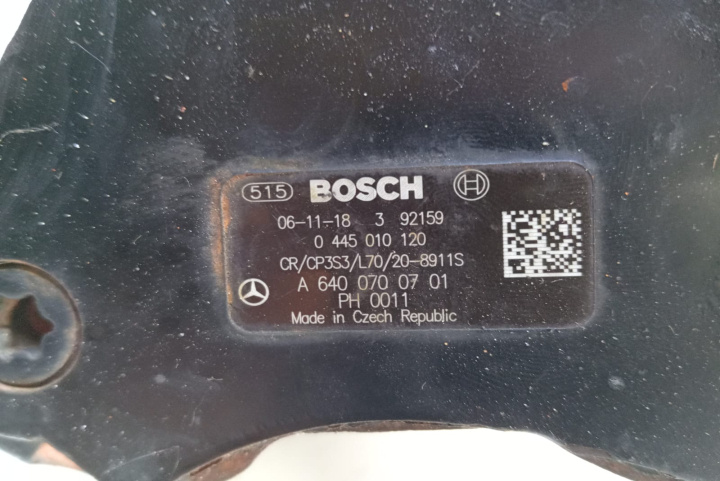 515 BOSCH
06-11-18 3 92159
0 445 010 120
CR/CP3S3/L70/20-8911S
A 640 070 07 01
PH 0011
Made in Czech Republic